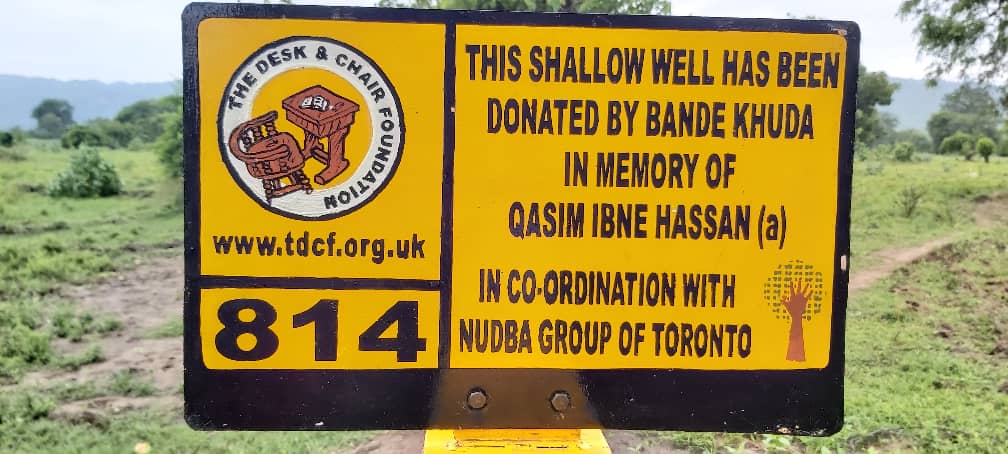 THE DESK & CHAIR FOUNDATION
www.tdcf.org.uk
814
THIS SHALLOW WELL HAS BEEN
DONATED BY BANDE KHUDA
IN MEMORY OF
QASIM IBNE HASSAN (a)
IN CO-ORDINATION WITH
NUDBA GROUP OF TORONTO